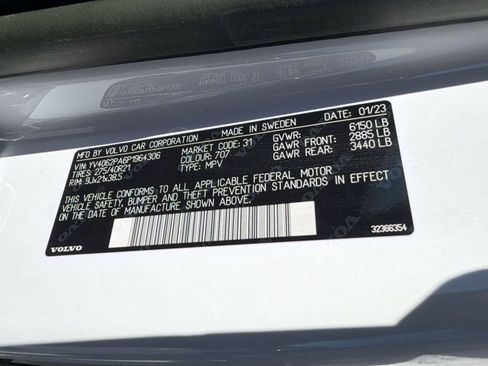 MFD BY VOLVO CAR CORPORATION MADE IN SWEDEN DATE: 01/23
VIN: YV4062PA6P1964306 MARKET CODE: 31 GVWR: 6150 LB
TIRES: 275/40R21 COLOUR: 707 GAWR FRONT: 2885 LB
RIM: 9Jx21x38.5 TYPE: MPV GAWR REAR: 3440 LB
THIS VEHICLE CONFORMS TO ALL APPLICABLE FEDERAL MOTOR
VEHICLE SAFETY, BUMPER AND THEFT PREVENTION STANDARDS IN EFFECT
ON THE DATE OF MANUFACTURE SHOWN ABOVE.
VOLVO 32366354